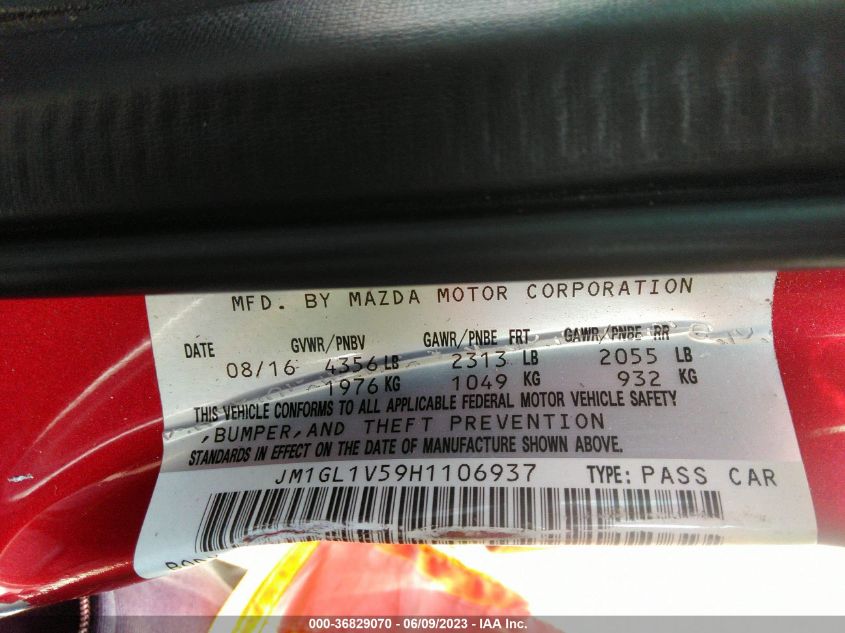 MFD. BY MAZDA MOTOR CORPORATION
DATE GVWR/PNBV GAWR/PNBE FRT GAWR/PNBE RR
08/16 4356 LB 2313 LB 2055 LB
1976 KG 1049 KG 932 KG
THIS VEHICLE CONFORMS TO ALL APPLICABLE FEDERAL MOTOR VEHICLE SAFETY
,BUMPER,AND THEFT PREVENTION
STANDARDS IN EFFECT ON THE DATE OF MANUFACTURE SHOWN ABOVE.
JM1GL1V59H1106937 TYPE: PASS CAR
000-36829070 - 06/09/2023 - IAA Inc.